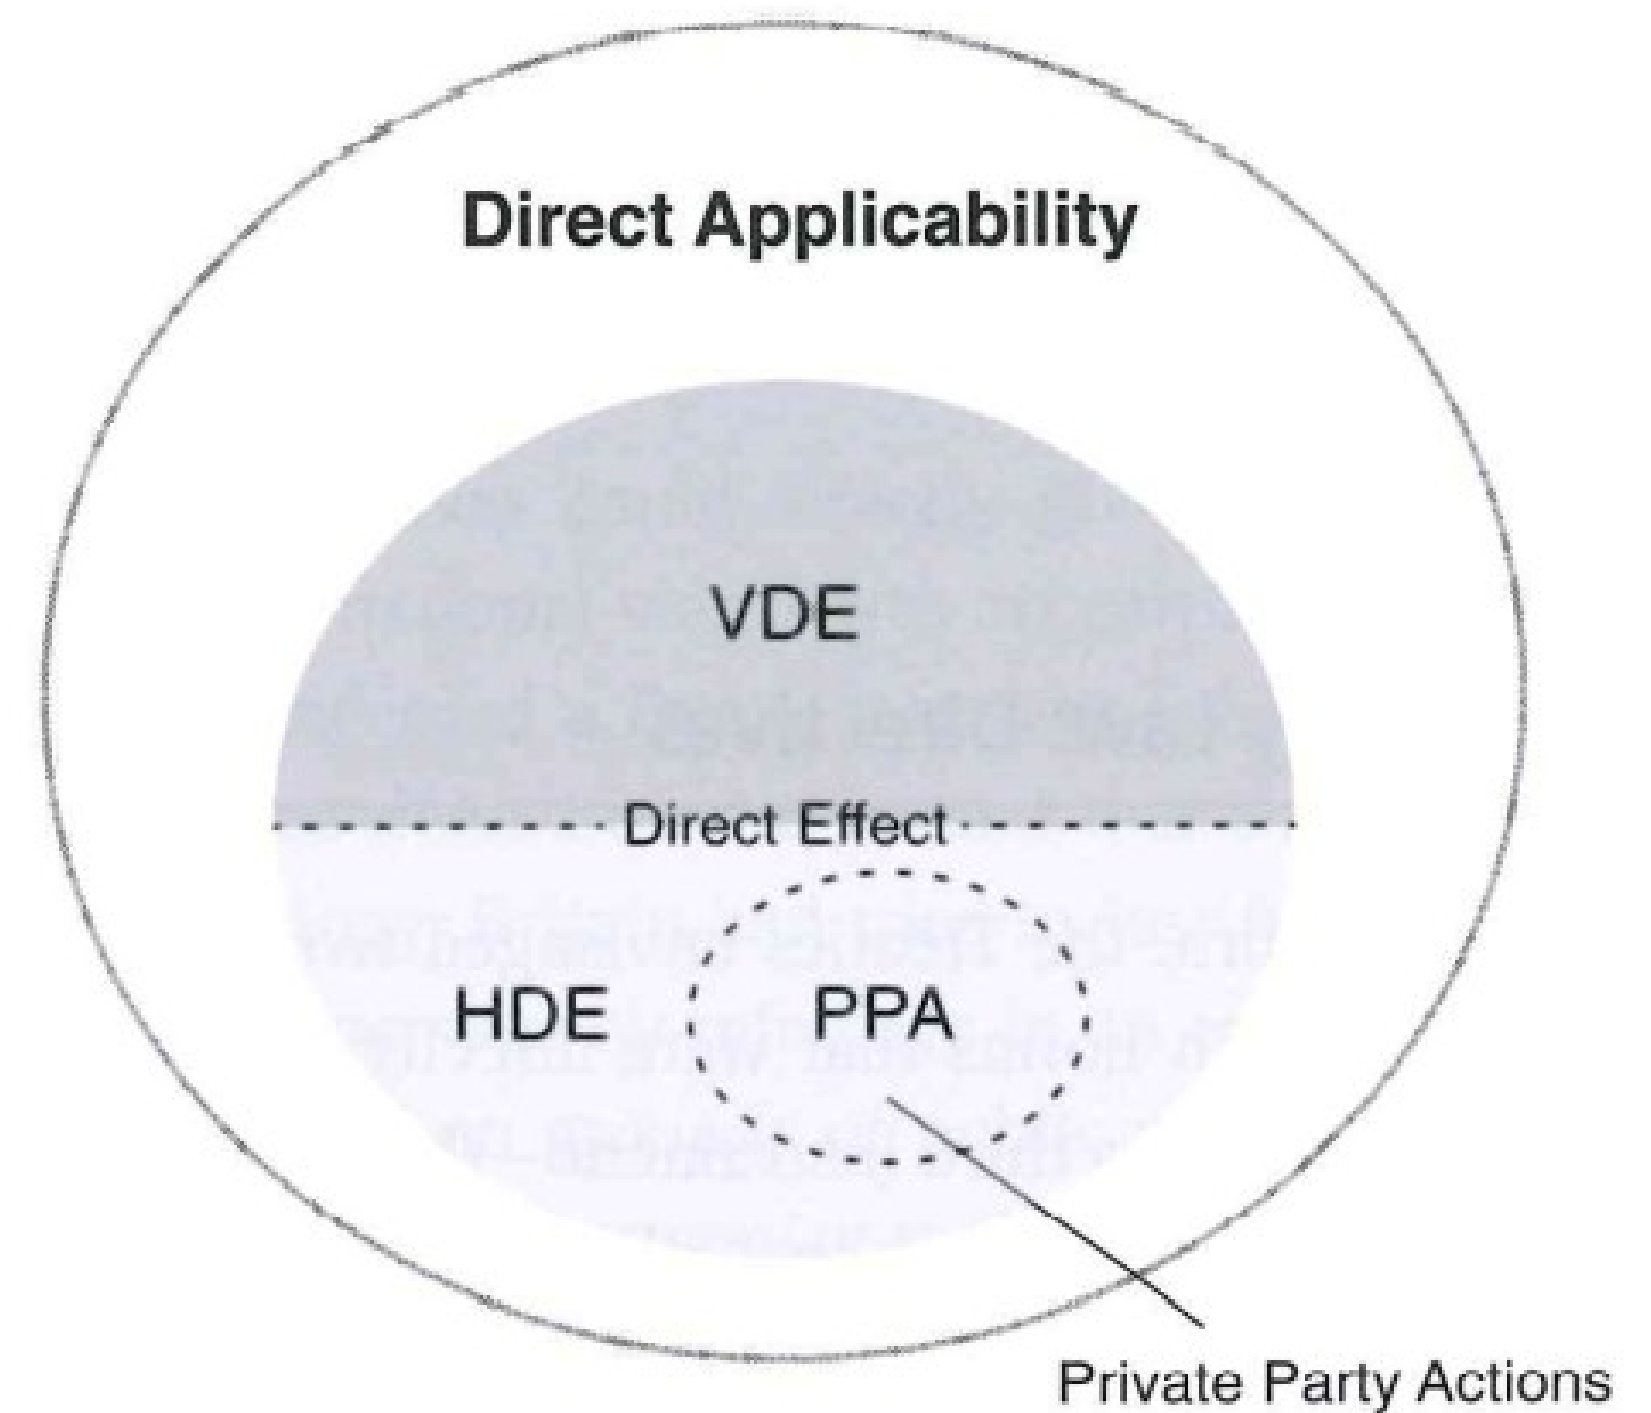 Direct Applicability
VDE
Direct Effect
HDE
PPA
Private Party Actions